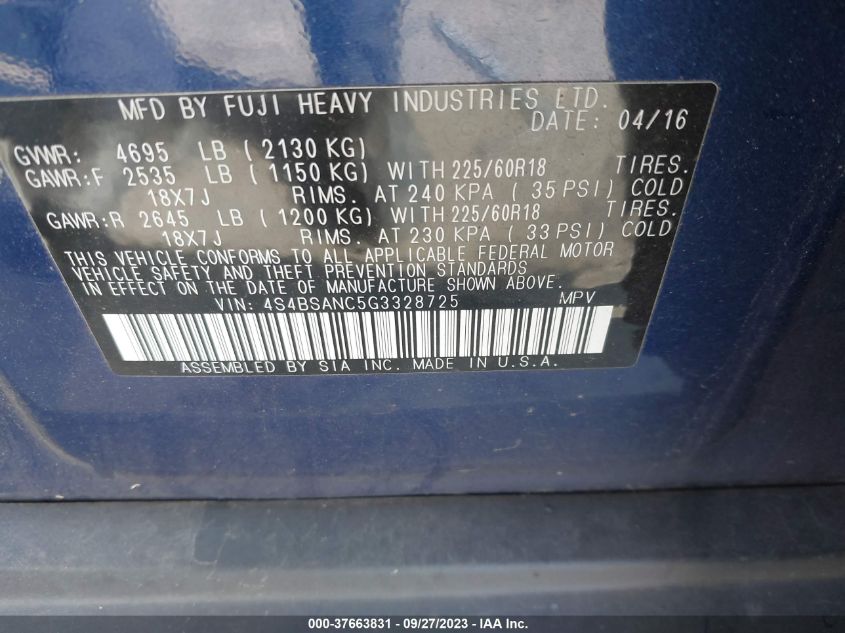 MFD BY FUJI HEAVY INDUSTRIES LTD.
DATE: 04/16
GVWR: 4695 LB ( 2130 KG)
GAWR:F 2535 LB ( 1150 KG) WITH 225/60R18 TIRES.
18X7J RIMS. AT 240 KPA ( 35 PSI) COLD
GAWR:R 2645 LB ( 1200 KG) WITH 225/60R18 TIRES.
18X7J RIMS. AT 230 KPA ( 33 PSI) COLD
THIS VEHICLE CONFORMS TO ALL APPLICABLE FEDERAL MOTOR
VEHICLE SAFETY AND THEFT PREVENTION STANDARDS
IN EFFECT ON THE DATE OF MANUFACTURE SHOWN ABOVE.
VIN: 4S4BSANC5G3328725 MPV
ASSEMBLED BY SIA INC. MADE IN U.S.A.
000-37663831 - 09/27/2023 - IAA Inc.